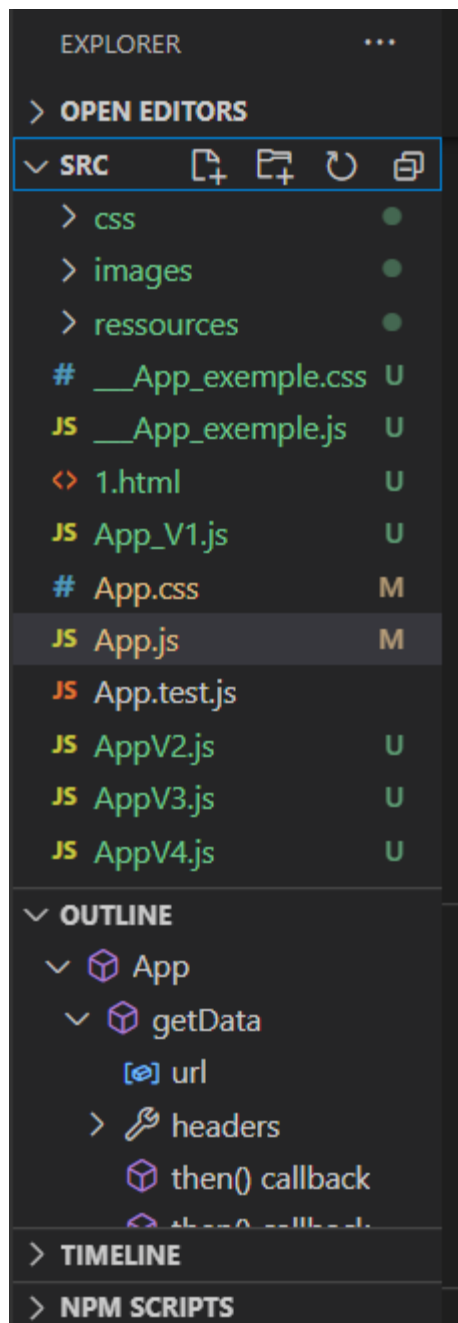 EXPLORER ...
OPEN EDITORS
SRC
css
images
ressources
# ___App_exemple.css U
JS ___App_exemple.js U
<> 1.html U
JS App_V1.js U
# App.css M
JS App.js M
JS App.test.js
JS AppV2.js U
JS AppV3.js U
JS AppV4.js U
OUTLINE
App
getData
url
headers
then() callback
then() callback
TIMELINE
NPM SCRIPTS